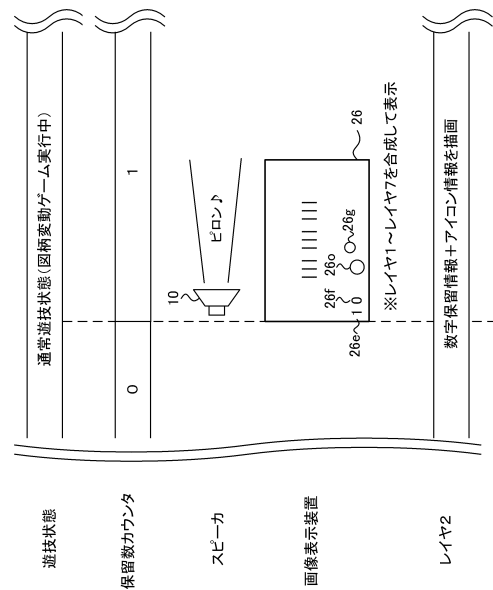 遊技状態
通常遊技状態(図柄変動ゲーム実行中)
保留数カウンタ
0
1
スピーカ
10
ピロン♪
画像表示装置
26e
1 0
26f
26o
26g
26
※レイヤ1~レイヤ7を合成して表示
レイヤ2
数字保留情報+アイコン情報を描画